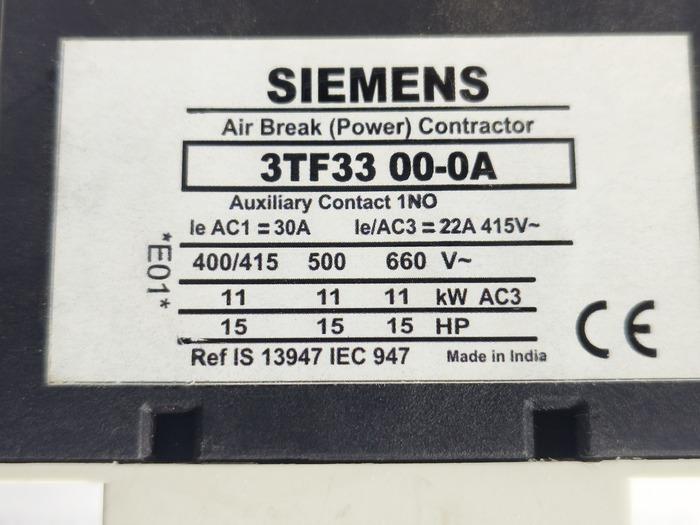 SIEMENS
Air Break (Power) Contractor
3TF33 00-0A
Auxiliary Contact 1NO
Ie AC1 = 30A Ie/AC3 = 22A 415V~
400/415 500 660 V~
11 11 11 kW AC3
15 15 15 HP
Ref IS 13947 IEC 947 Made in India
*E01*
CE